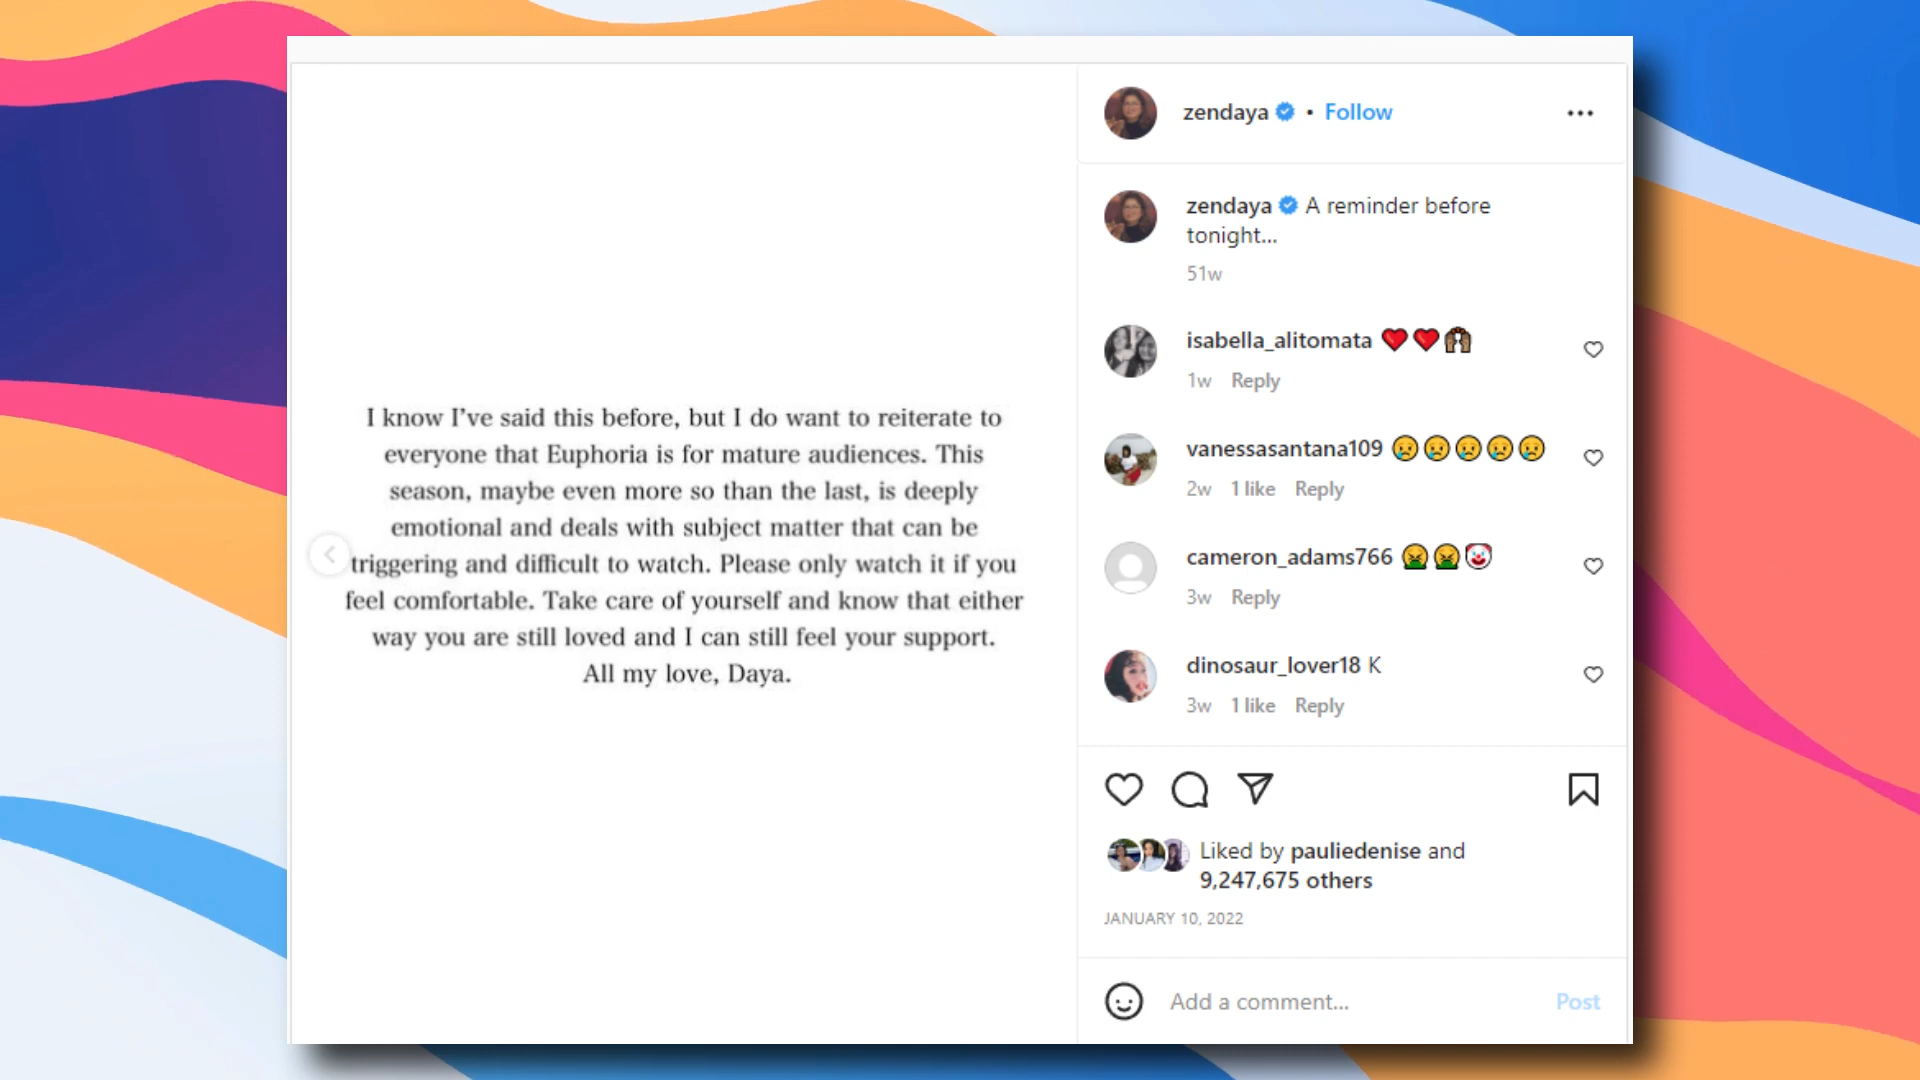 I know I’ve said this before, but I do want to reiterate to
everyone that Euphoria is for mature audiences. This
season, maybe even more so than the last, is deeply
emotional and deals with subject matter that can be
triggering and difficult to watch. Please only watch it if you
feel comfortable. Take care of yourself and know that either
way you are still loved and I can still feel your support.
All my love, Daya.
zendaya • Follow
zendaya A reminder before
tonight...
51w
isabella_alitomata ❤️❤️🙌🏾
1w Reply
vanessasantana109 😢😢😢😢😢
2w 1 like Reply
cameron_adams766 🤮🤮🤡
3w Reply
dinosaur_lover18 K
3w 1 like Reply
Liked by pauliedenise and
9,247,675 others
JANUARY 10, 2022
Add a comment... Post